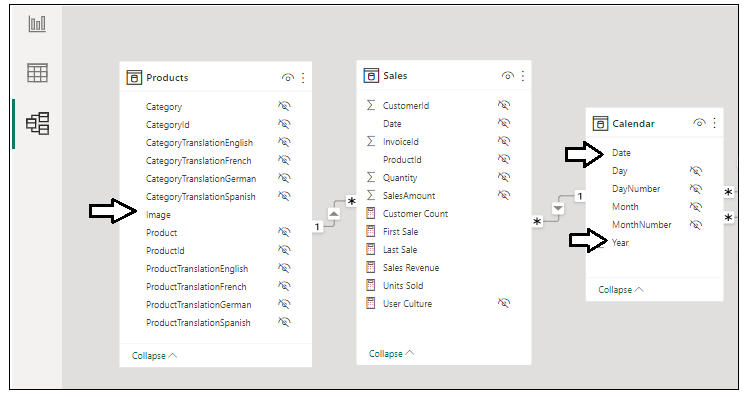 Products
Category
CategoryId
CategoryTranslationEnglish
CategoryTranslationFrench
CategoryTranslationGerman
CategoryTranslationSpanish
Image
Product
ProductId
ProductTranslationEnglish
ProductTranslationFrench
ProductTranslationGerman
ProductTranslationSpanish
Collapse
1
*
Sales
CustomerId
Date
InvoiceId
ProductId
Quantity
SalesAmount
Customer Count
First Sale
Last Sale
Sales Revenue
Units Sold
User Culture
Collapse
*
1
Calendar
Date
Day
DayNumber
Month
MonthNumber
Year
Collapse
*
*